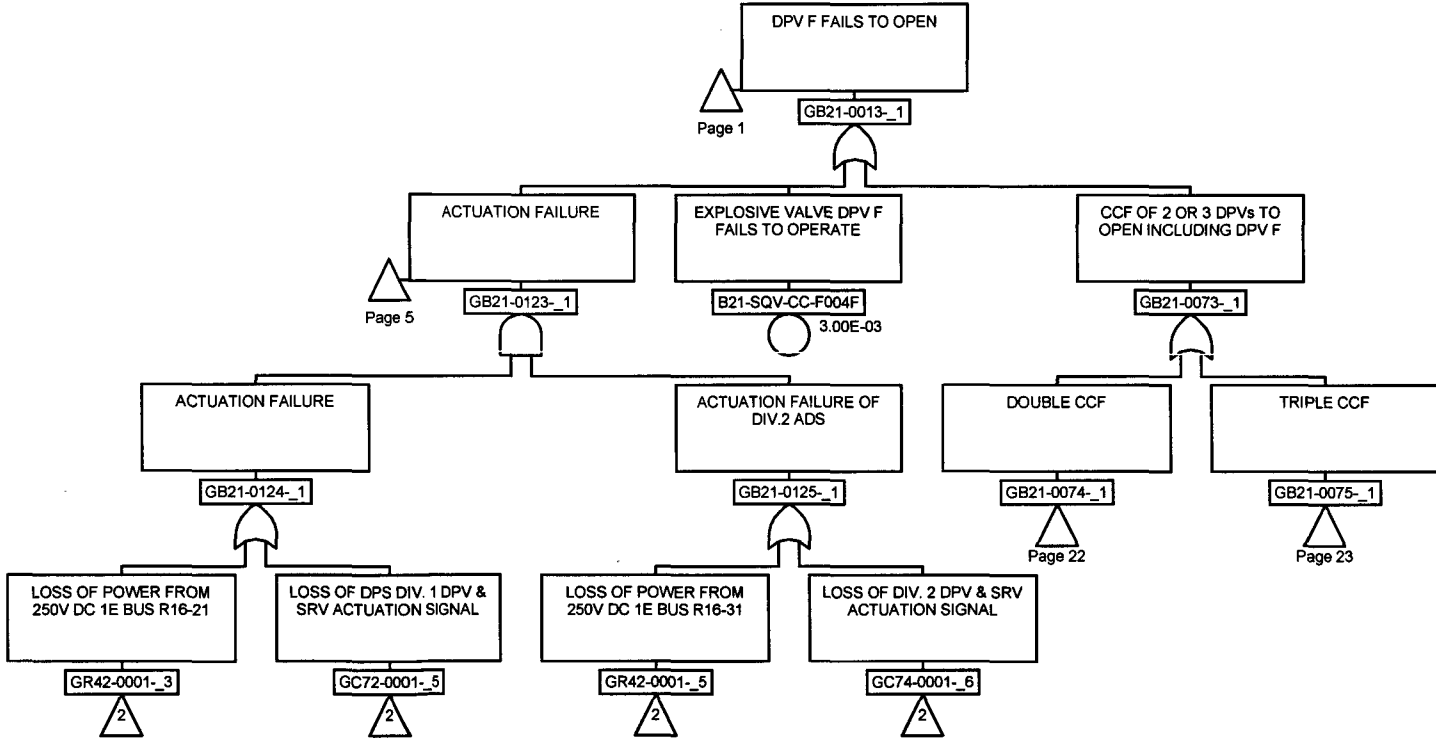 DPV F FAILS TO OPEN
Page 1
GB21-0013-_1
ACTUATION FAILURE
EXPLOSIVE VALVE DPV F
FAILS TO OPERATE
CCF OF 2 OR 3 DPVs TO
OPEN INCLUDING DPV F
Page 5
GB21-0123-_1
B21-SQV-CC-F004F
3.00E-03
GB21-0073-_1
ACTUATION FAILURE
ACTUATION FAILURE OF
DIV.2 ADS
DOUBLE CCF
TRIPLE CCF
GB21-0124-_1
GB21-0125-_1
GB21-0074-_1
GB21-0075-_1
Page 22
Page 23
LOSS OF POWER FROM
250V DC 1E BUS R16-21
LOSS OF DPS DIV. 1 DPV &
SRV ACTUATION SIGNAL
LOSS OF POWER FROM
250V DC 1E BUS R16-31
LOSS OF DIV. 2 DPV & SRV
ACTUATION SIGNAL
GR42-0001-_3
GC72-0001-_5
GR42-0001-_5
GC74-0001-_6
2
2
2
2